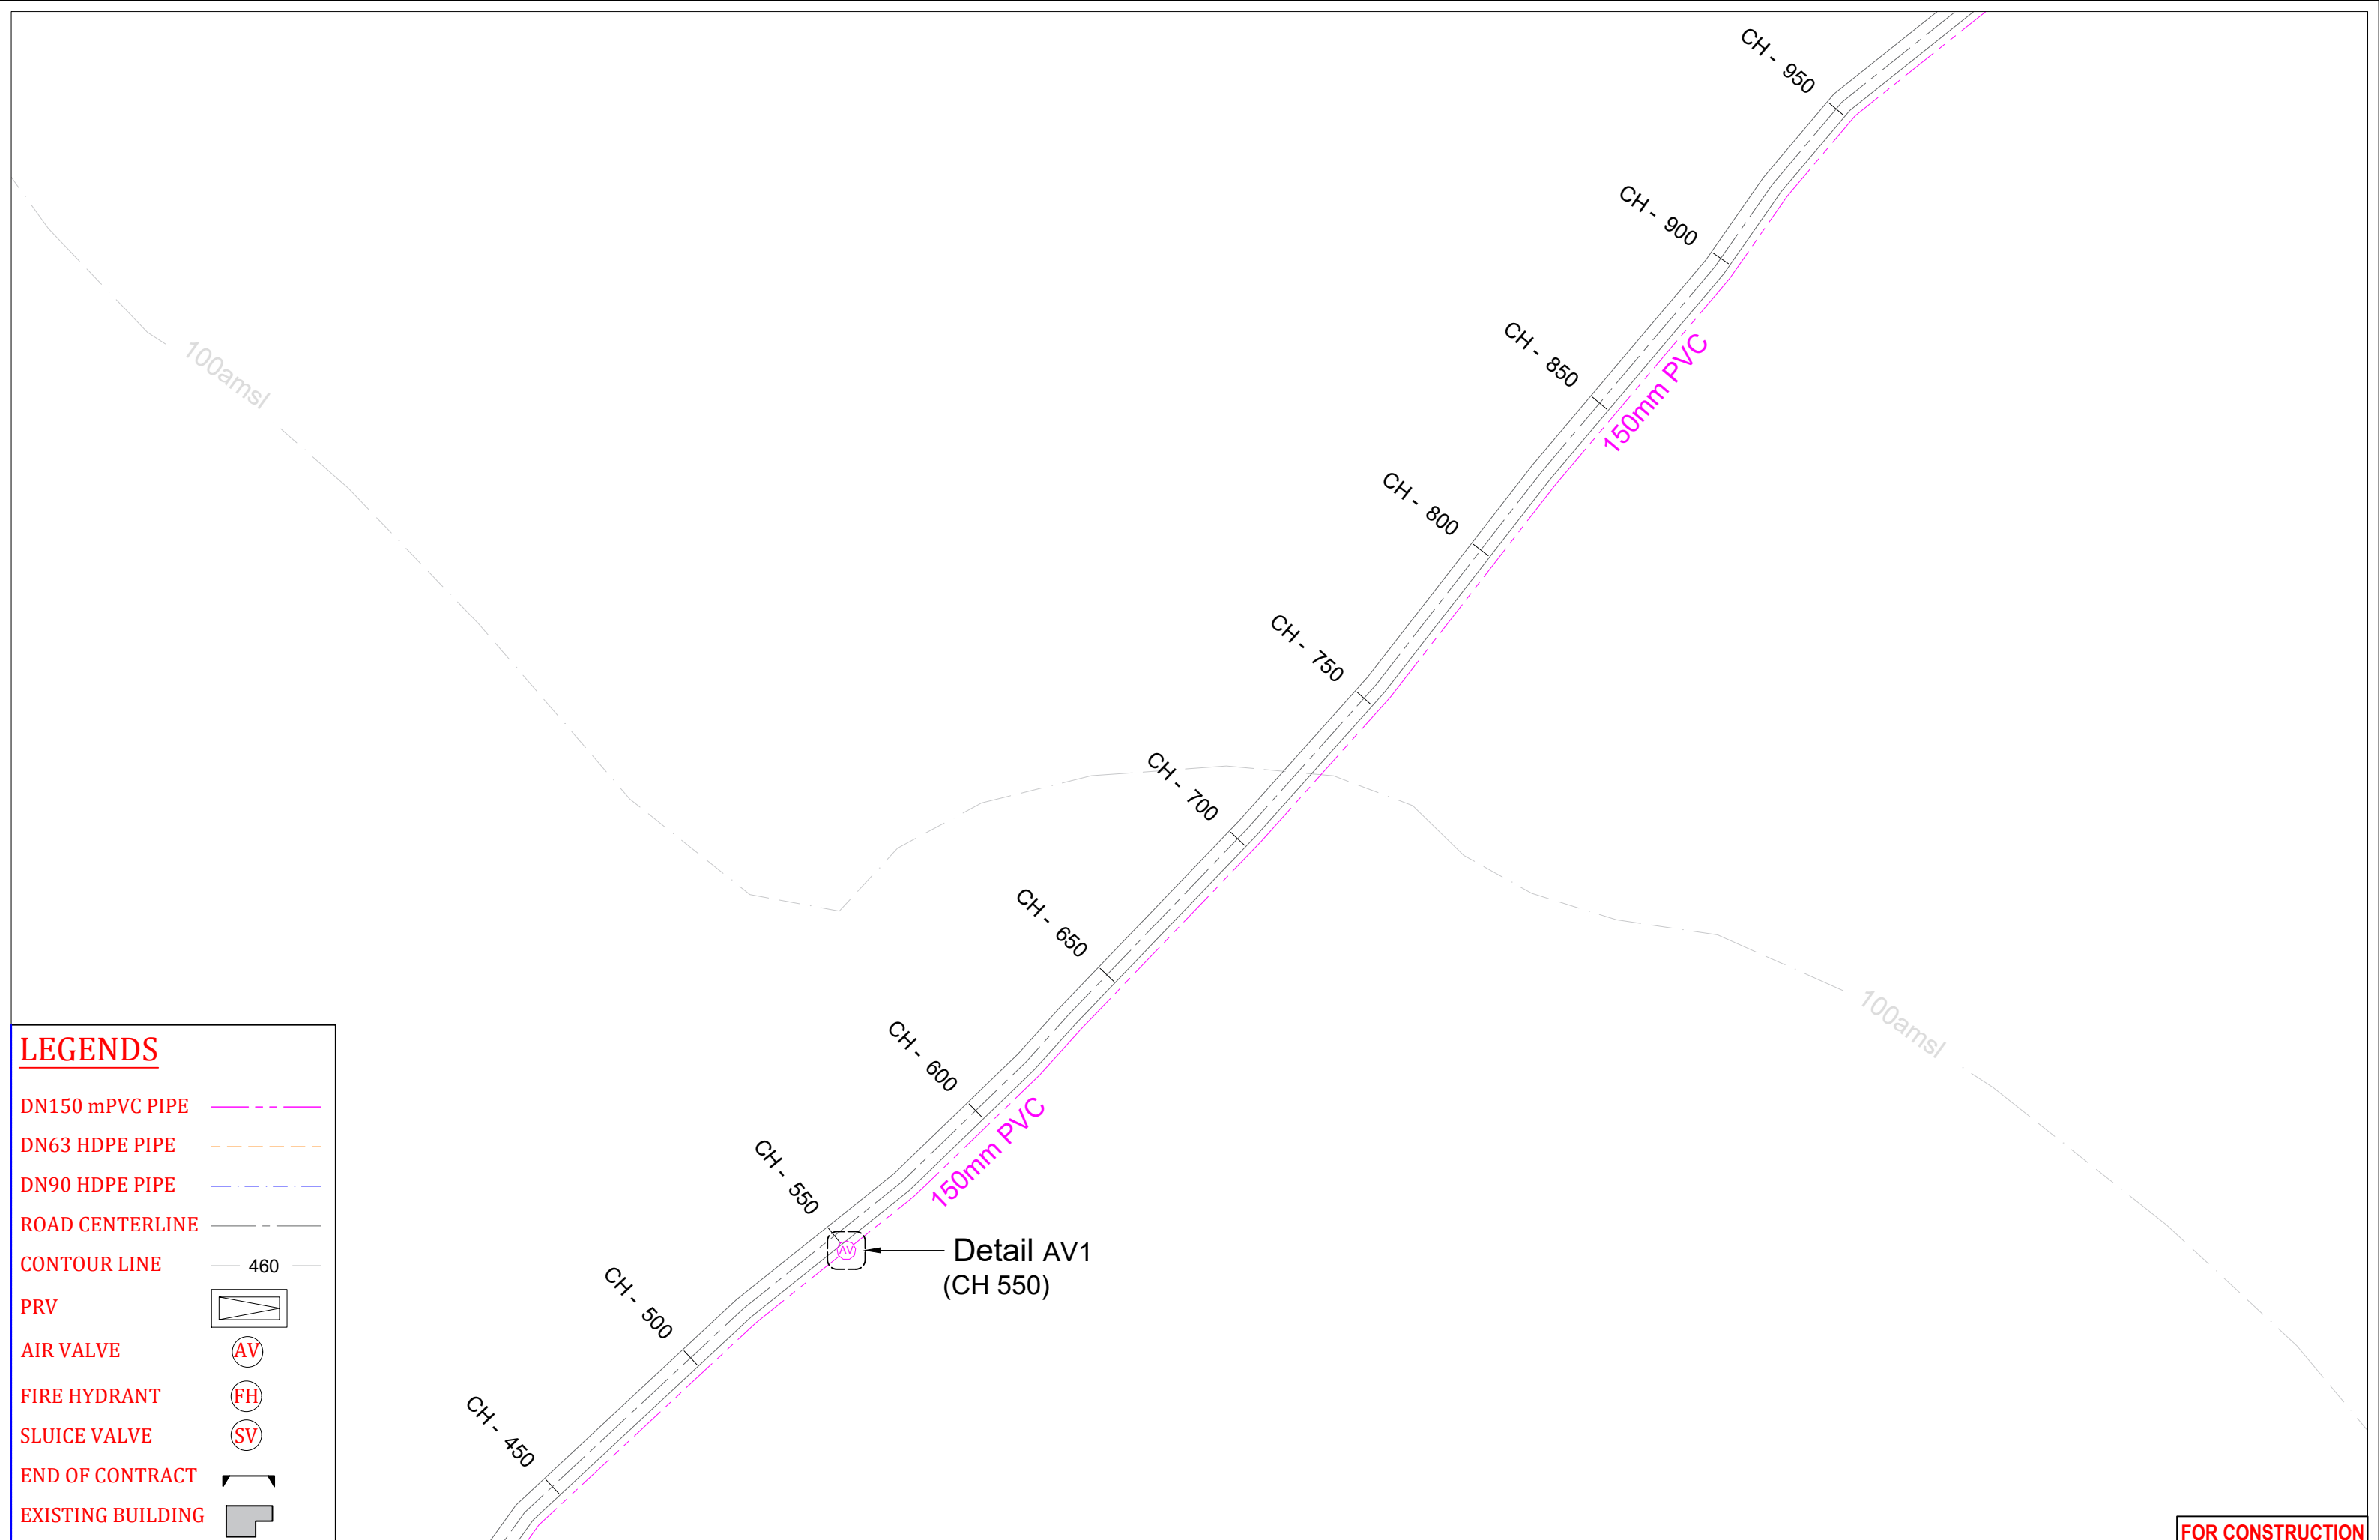 CH - 950
CH - 900
CH - 850
150mm PVC
100amsl
CH - 800
CH - 750
CH - 700
CH - 650
100amsl
CH - 600
150mm PVC
CH - 550
AV
Detail AV1
(CH 550)
CH - 500
CH - 450
LEGENDS
DN150 mPVC PIPE
DN63 HDPE PIPE
DN90 HDPE PIPE
ROAD CENTERLINE
CONTOUR LINE 460
PRV
AIR VALVE AV
FIRE HYDRANT FH
SLUICE VALVE SV
END OF CONTRACT
EXISTING BUILDING
FOR CONSTRUCTION